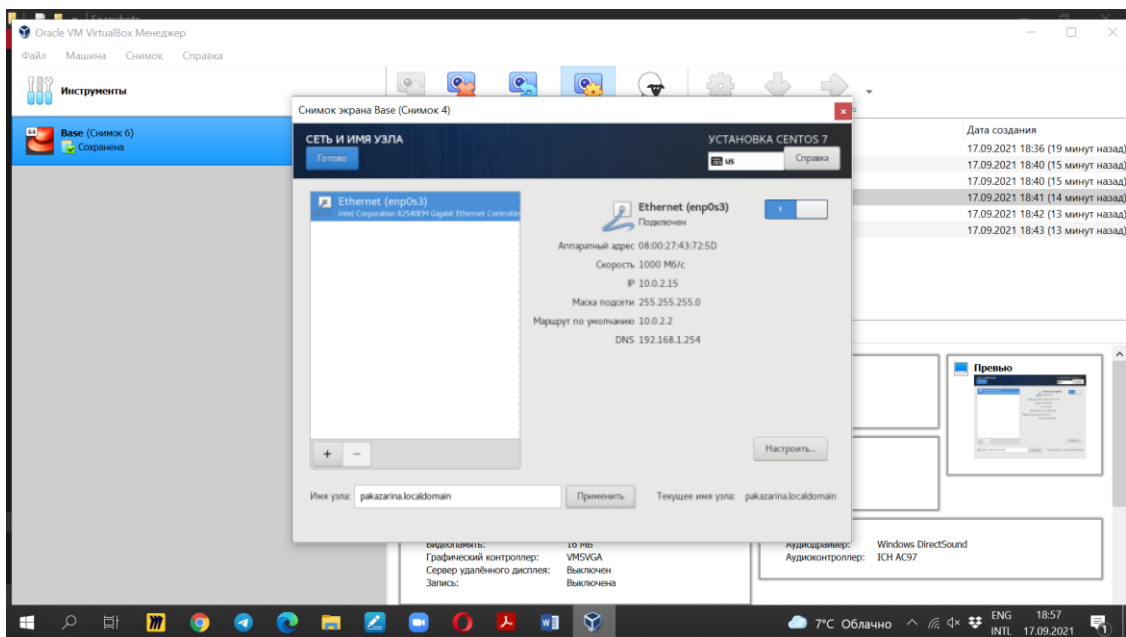 Oracle VM VirtualBox Менеджер
Файл Машина Снимок Справка
Инструменты
Base (Снимок 6)
Сохранена
Снимок экрана Base (Снимок 4)
СЕТЬ И ИМЯ УЗЛА
Готово
УСТАНОВКА CENTOS 7
us
Справка
Ethernet (enp0s3)
Intel Corporation 82540EM Gigabit Ethernet Controller
Ethernet (enp0s3)
Подключен
Аппаратный адрес 08:00:27:43:72:5D
Скорость 1000 Мб/с
IP 10.0.2.15
Маска подсети 255.255.255.0
Маршрут по умолчанию 10.0.2.2
DNS 192.168.1.254
Настроить...
Имя узла: pakazarina.localdomain
Применить
Текущее имя узла: pakazarina.localdomain
Дата создания
17.09.2021 18:36 (19 минут назад)
17.09.2021 18:40 (15 минут назад)
17.09.2021 18:40 (15 минут назад)
17.09.2021 18:41 (14 минут назад)
17.09.2021 18:42 (13 минут назад)
17.09.2021 18:43 (13 минут назад)
Превью
Видеопамять: 16 МБ
Графический контроллер: VMSVGA
Сервер удалённого дисплея: Выключен
Запись: Выключена
Аудиодрайвер: Windows DirectSound
Аудиоконтроллер: ICH AC97
7°C Облачно
ENG
INTL
18:57
17.09.2021